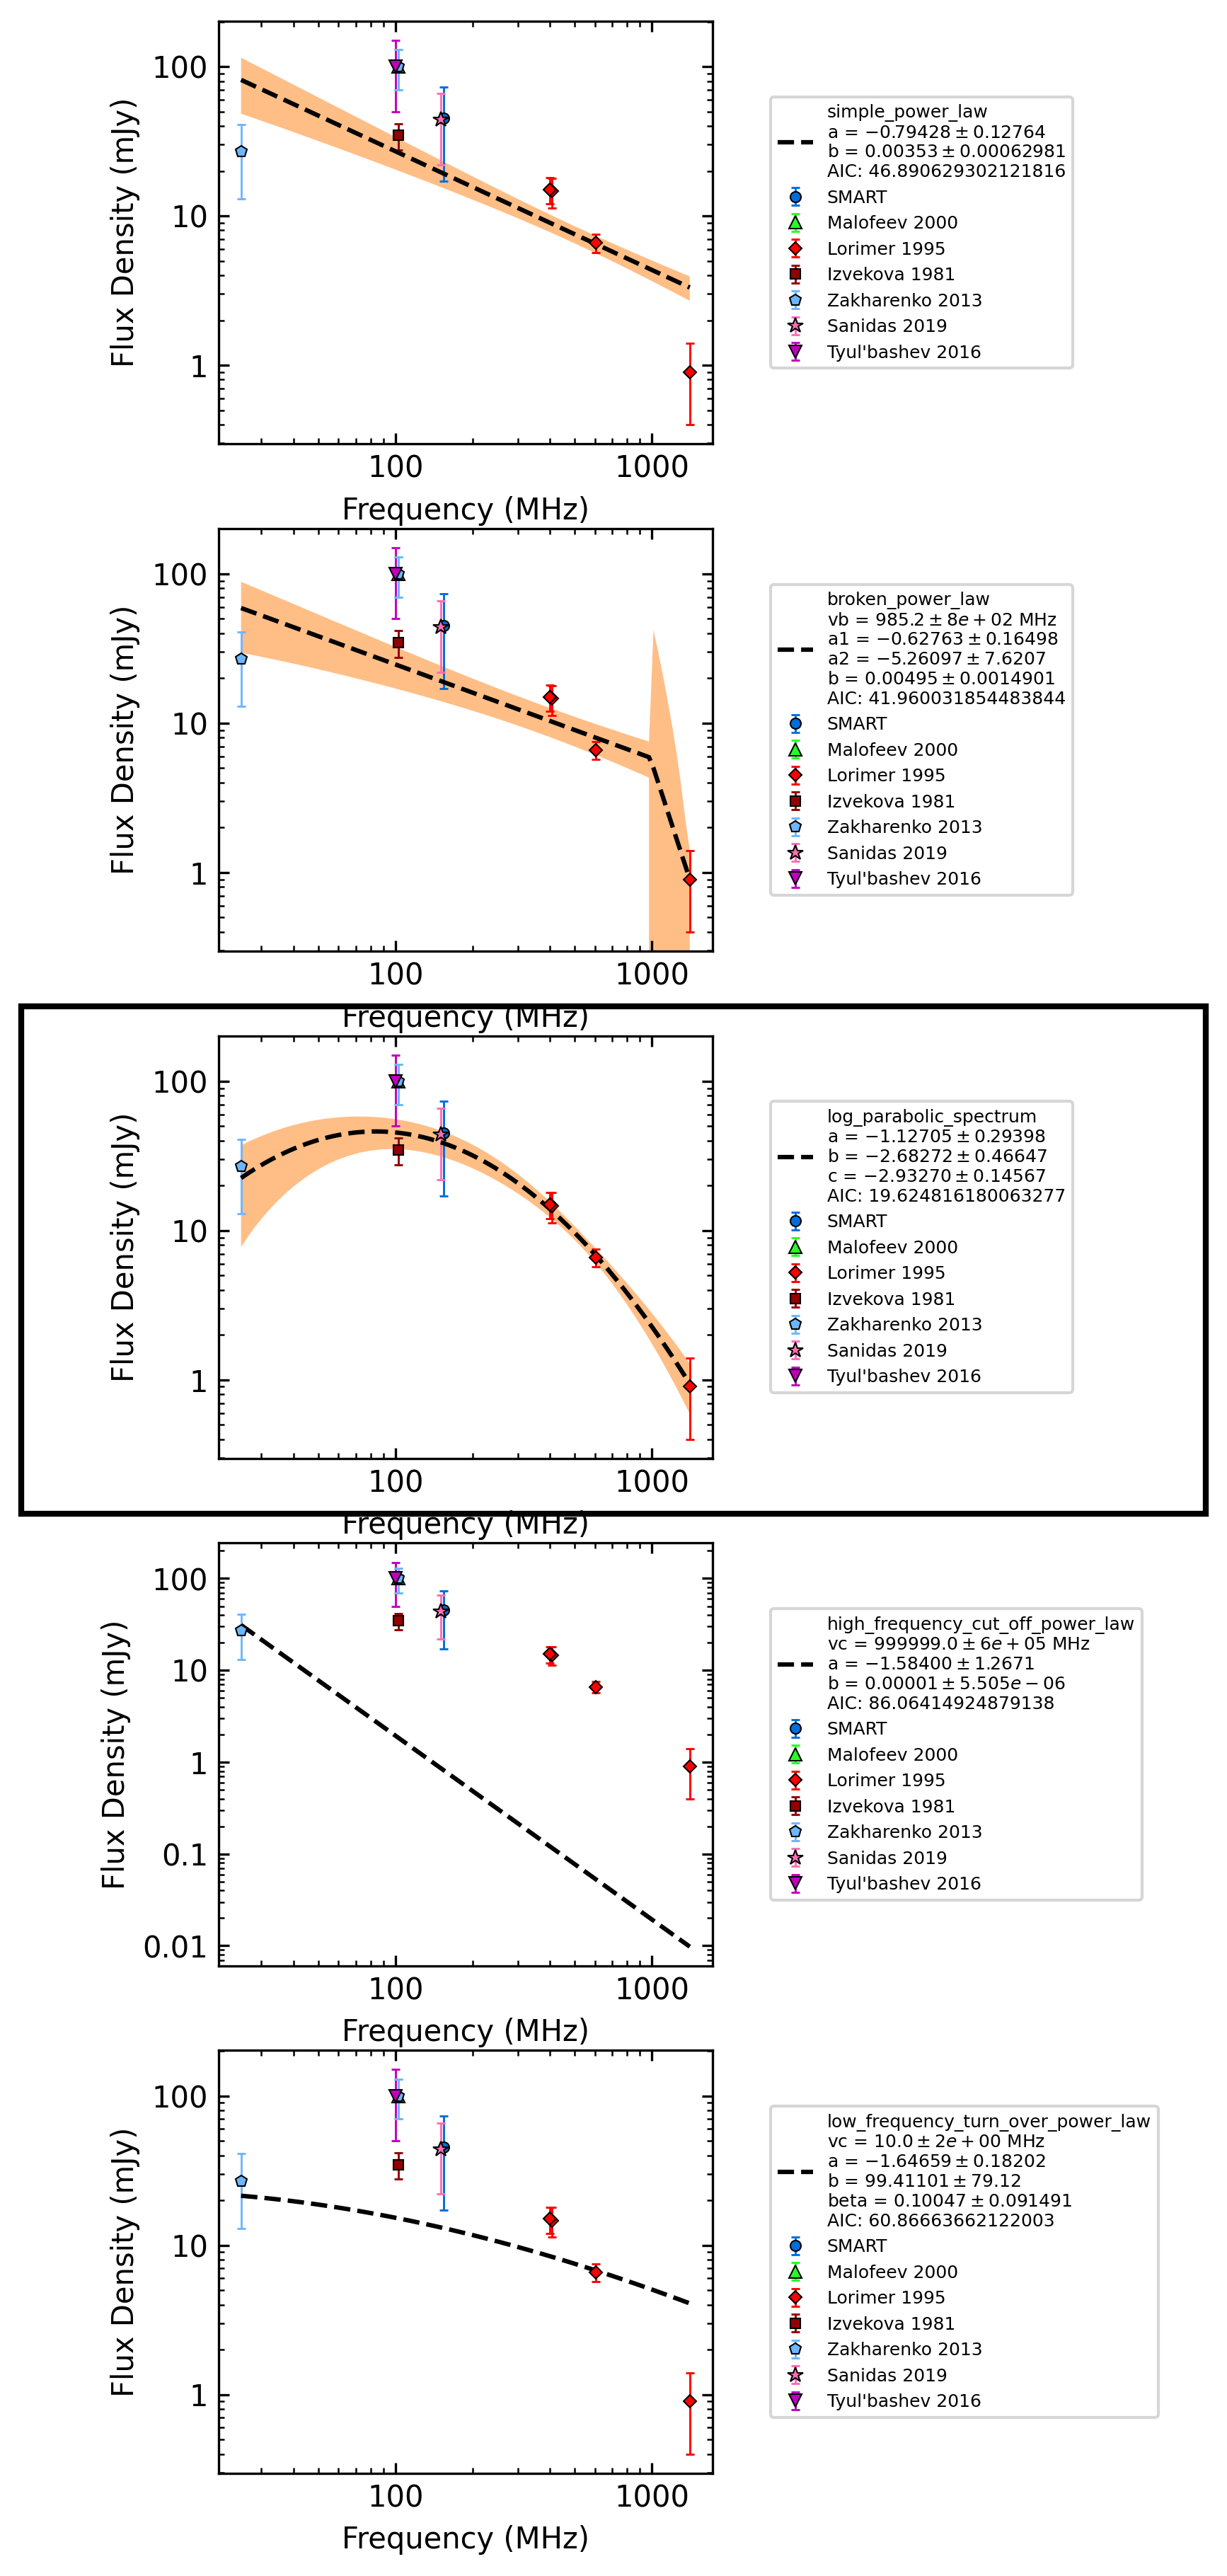 100
10
1
Flux Density (mJy)
100
1000
Frequency (MHz)
simple_power_law
a = −0.79428 ± 0.12764
b = 0.00353 ± 0.00062981
AIC: 46.890629302121816
SMART
Malofeev 2000
Lorimer 1995
Izvekova 1981
Zakharenko 2013
Sanidas 2019
Tyul'bashev 2016
100
10
1
Flux Density (mJy)
100
1000
Frequency (MHz)
broken_power_law
vb = 985.2 ± 8e + 02 MHz
a1 = −0.62763 ± 0.16498
a2 = −5.26097 ± 7.6207
b = 0.00495 ± 0.0014901
AIC: 41.960031854483844
SMART
Malofeev 2000
Lorimer 1995
Izvekova 1981
Zakharenko 2013
Sanidas 2019
Tyul'bashev 2016
100
10
1
Flux Density (mJy)
100
1000
Frequency (MHz)
log_parabolic_spectrum
a = −1.12705 ± 0.29398
b = −2.68272 ± 0.46647
c = −2.93270 ± 0.14567
AIC: 19.624816180063277
SMART
Malofeev 2000
Lorimer 1995
Izvekova 1981
Zakharenko 2013
Sanidas 2019
Tyul'bashev 2016
100
10
1
0.1
0.01
Flux Density (mJy)
100
1000
Frequency (MHz)
high_frequency_cut_off_power_law
vc = 999999.0 ± 6e + 05 MHz
a = −1.58400 ± 1.2671
b = 0.00001 ± 5.505e − 06
AIC: 86.06414924879138
SMART
Malofeev 2000
Lorimer 1995
Izvekova 1981
Zakharenko 2013
Sanidas 2019
Tyul'bashev 2016
100
10
1
Flux Density (mJy)
100
1000
Frequency (MHz)
low_frequency_turn_over_power_law
vc = 10.0 ± 2e + 00 MHz
a = −1.64659 ± 0.18202
b = 99.41101 ± 79.12
beta = 0.10047 ± 0.091491
AIC: 60.86663662122003
SMART
Malofeev 2000
Lorimer 1995
Izvekova 1981
Zakharenko 2013
Sanidas 2019
Tyul'bashev 2016